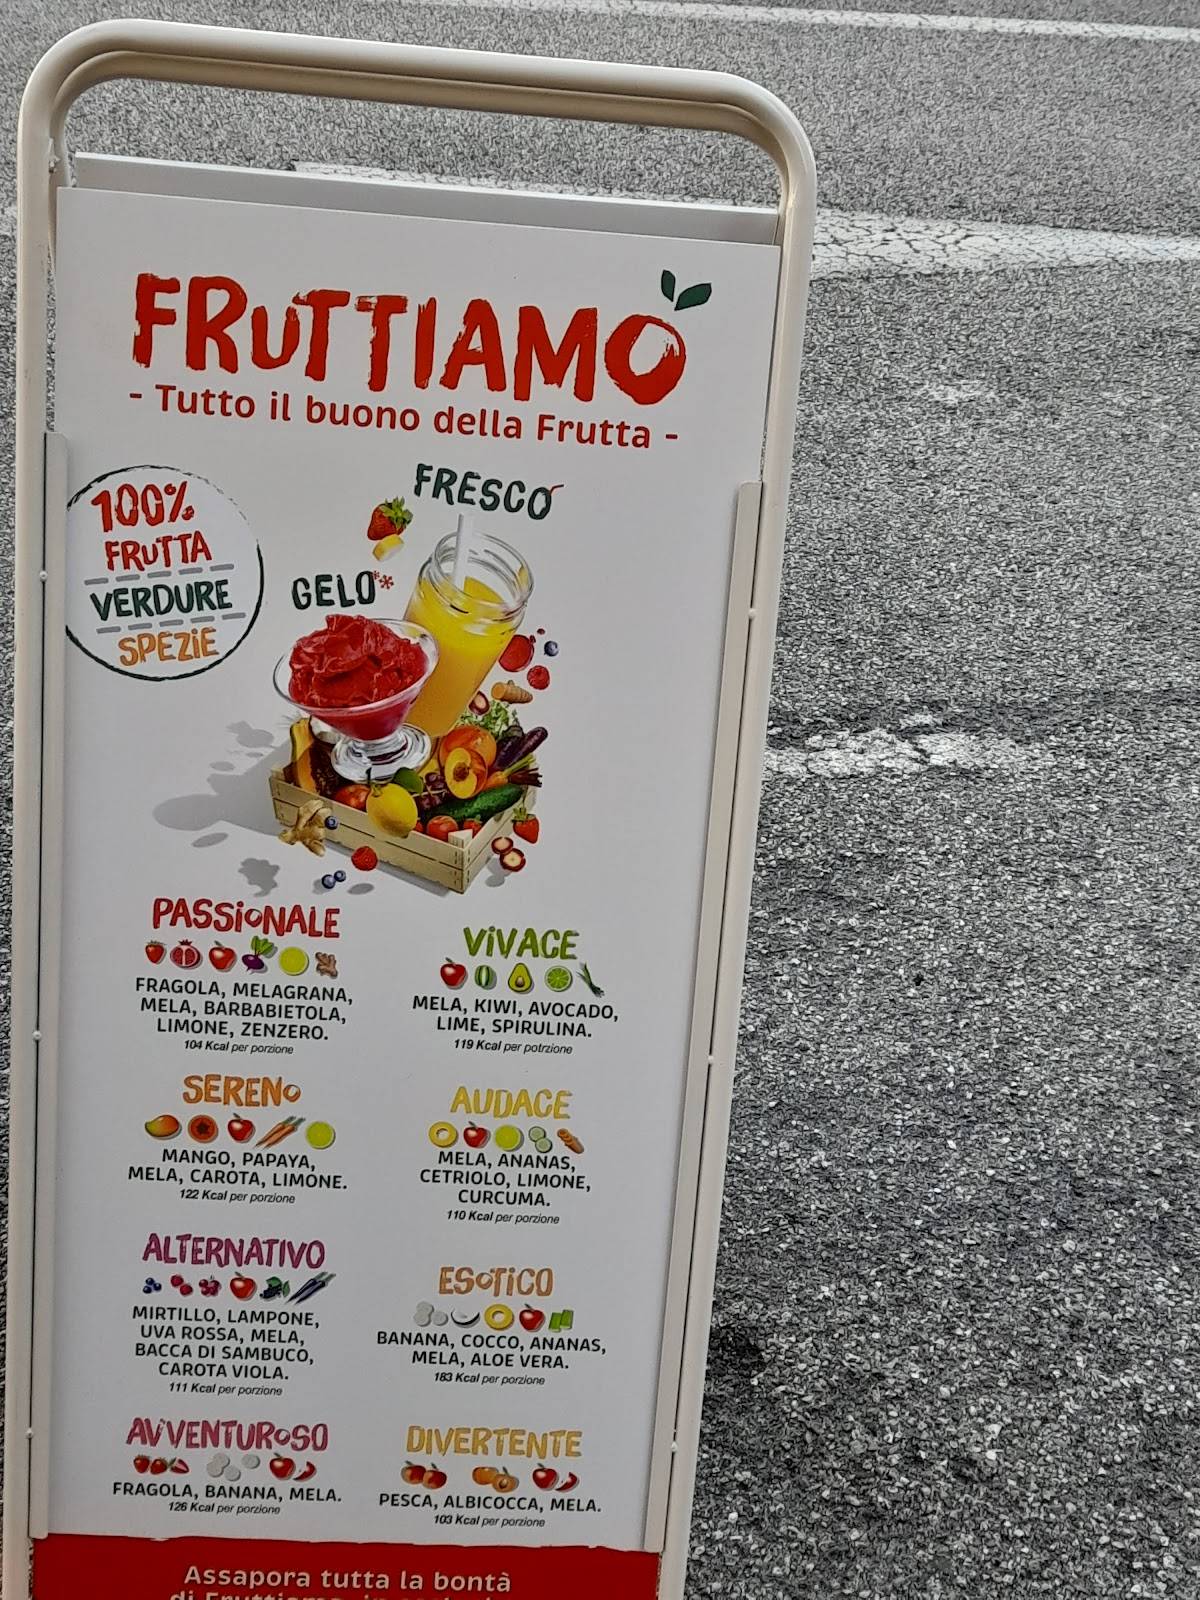 FRUTTIAMO
- Tutto il buono della Frutta -
FRESCO
100%
FRUTTA
VERDURE
SPEZIE
GELO
PASSIONALE
FRAGOLA, MELAGRANA,
MELA, BARBABIETOLA,
LIMONE, ZENZERO.
104 Kcal per porzione
VIVACE
MELA, KIWI, AVOCADO,
LIME, SPIRULINA.
119 Kcal per potrzione
SERENO
MANGO, PAPAYA,
MELA, CAROTA, LIMONE.
122 Kcal per porzione
AUDACE
MELA, ANANAS,
CETRIOLO, LIMONE,
CURCUMA.
110 Kcal per porzione
ALTERNATIVO
MIRTILLO, LAMPONE,
UVA ROSSA, MELA,
BACCA DI SAMBUCO,
CAROTA VIOLA.
111 Kcal per porzione
ESOTICO
BANANA, COCCO, ANANAS,
MELA, ALOE VERA.
183 Kcal per porzione
AVVENTUROSO
FRAGOLA, BANANA, MELA.
126 Kcal per porzione
DIVERTENTE
PESCA, ALBICOCCA, MELA.
103 Kcal per porzione
Assapora tutta la bontà
di Fruttiamo